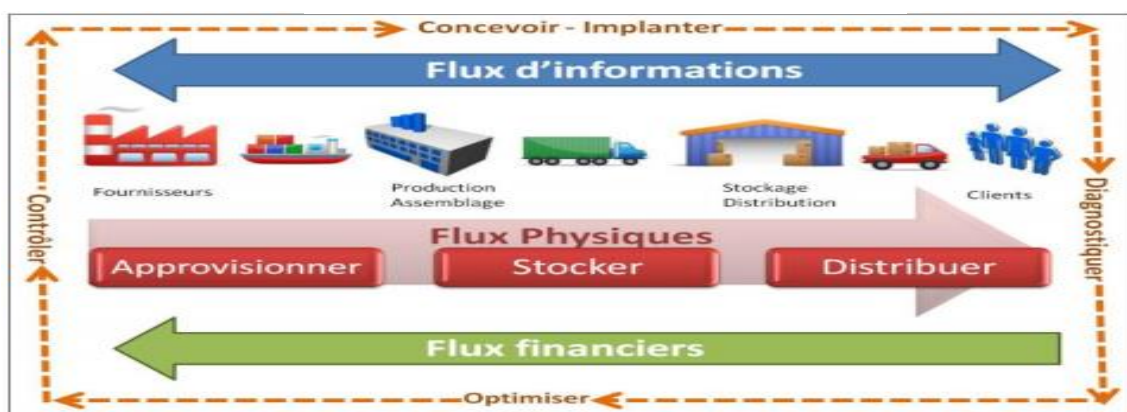 Concevoir - Implanter
Flux d'informations
Fournisseurs
Production
Assemblage
Stockage
Distribution
Clients
Contrôler
Diagnostiquer
Flux Physiques
Approvisionner
Stocker
Distribuer
Flux financiers
Optimiser